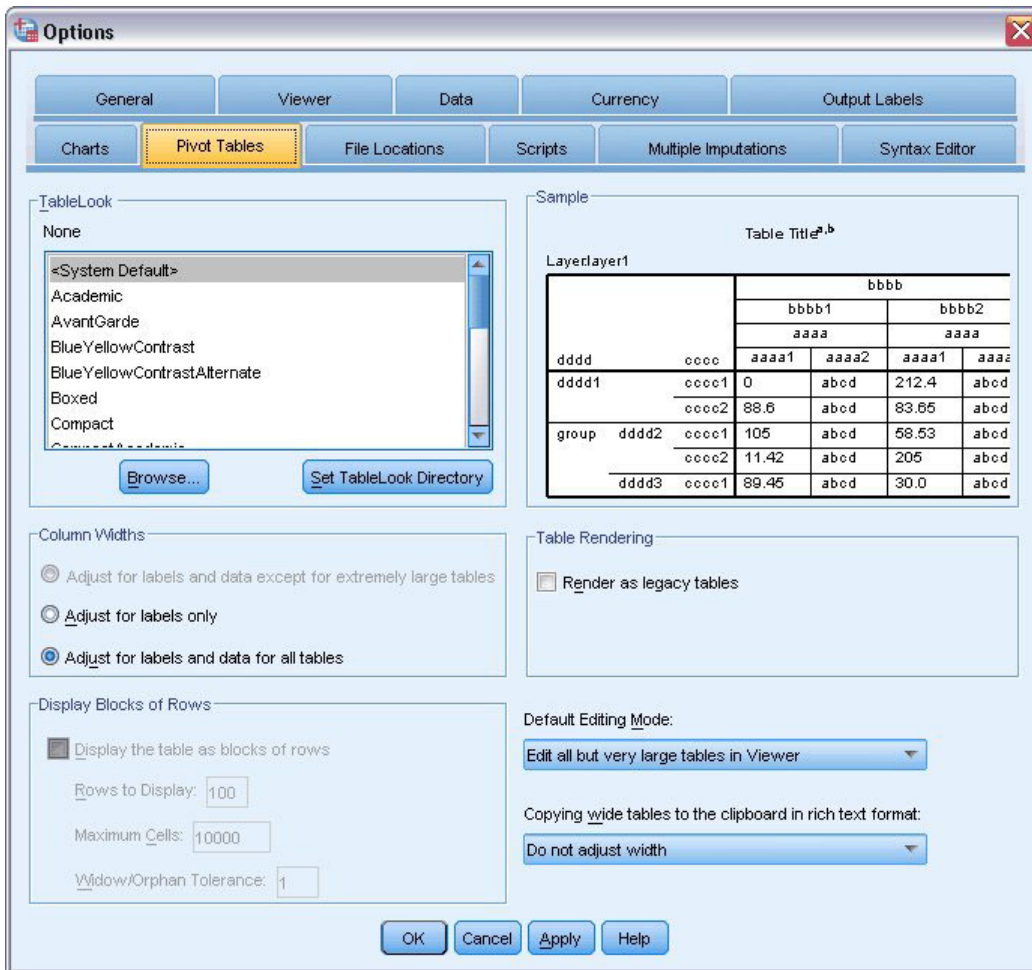 Options
General Viewer Data Currency Output Labels
Charts Pivot Tables File Locations Scripts Multiple Imputations Syntax Editor
TableLook
None
<System Default>
Academic
AvantGarde
BlueYellowContrast
BlueYellowContrastAlternate
Boxed
Compact
CompactAcademic
Browse... Set TableLook Directory
Sample
Table Titleᵃ,ᵇ
Layer:layer1
bbbb
bbbb1 bbbb2
aaaa aaaa
dddd cccc aaaa1 aaaa2 aaaa1 aaaa
dddd1 cccc1 0 abcd 212.4 abcd
cccc2 88.6 abcd 83.65 abcd
group dddd2 cccc1 105 abcd 58.53 abcd
cccc2 11.42 abcd 205 abcd
dddd3 cccc1 89.45 abcd 30.0 abcd
Column Widths
Adjust for labels and data except for extremely large tables
Adjust for labels only
Adjust for labels and data for all tables
Table Rendering
Render as legacy tables
Display Blocks of Rows
Display the table as blocks of rows
Rows to Display: 100
Maximum Cells: 10000
Widow/Orphan Tolerance: 1
Default Editing Mode:
Edit all but very large tables in Viewer
Copying wide tables to the clipboard in rich text format:
Do not adjust width
OK Cancel Apply Help